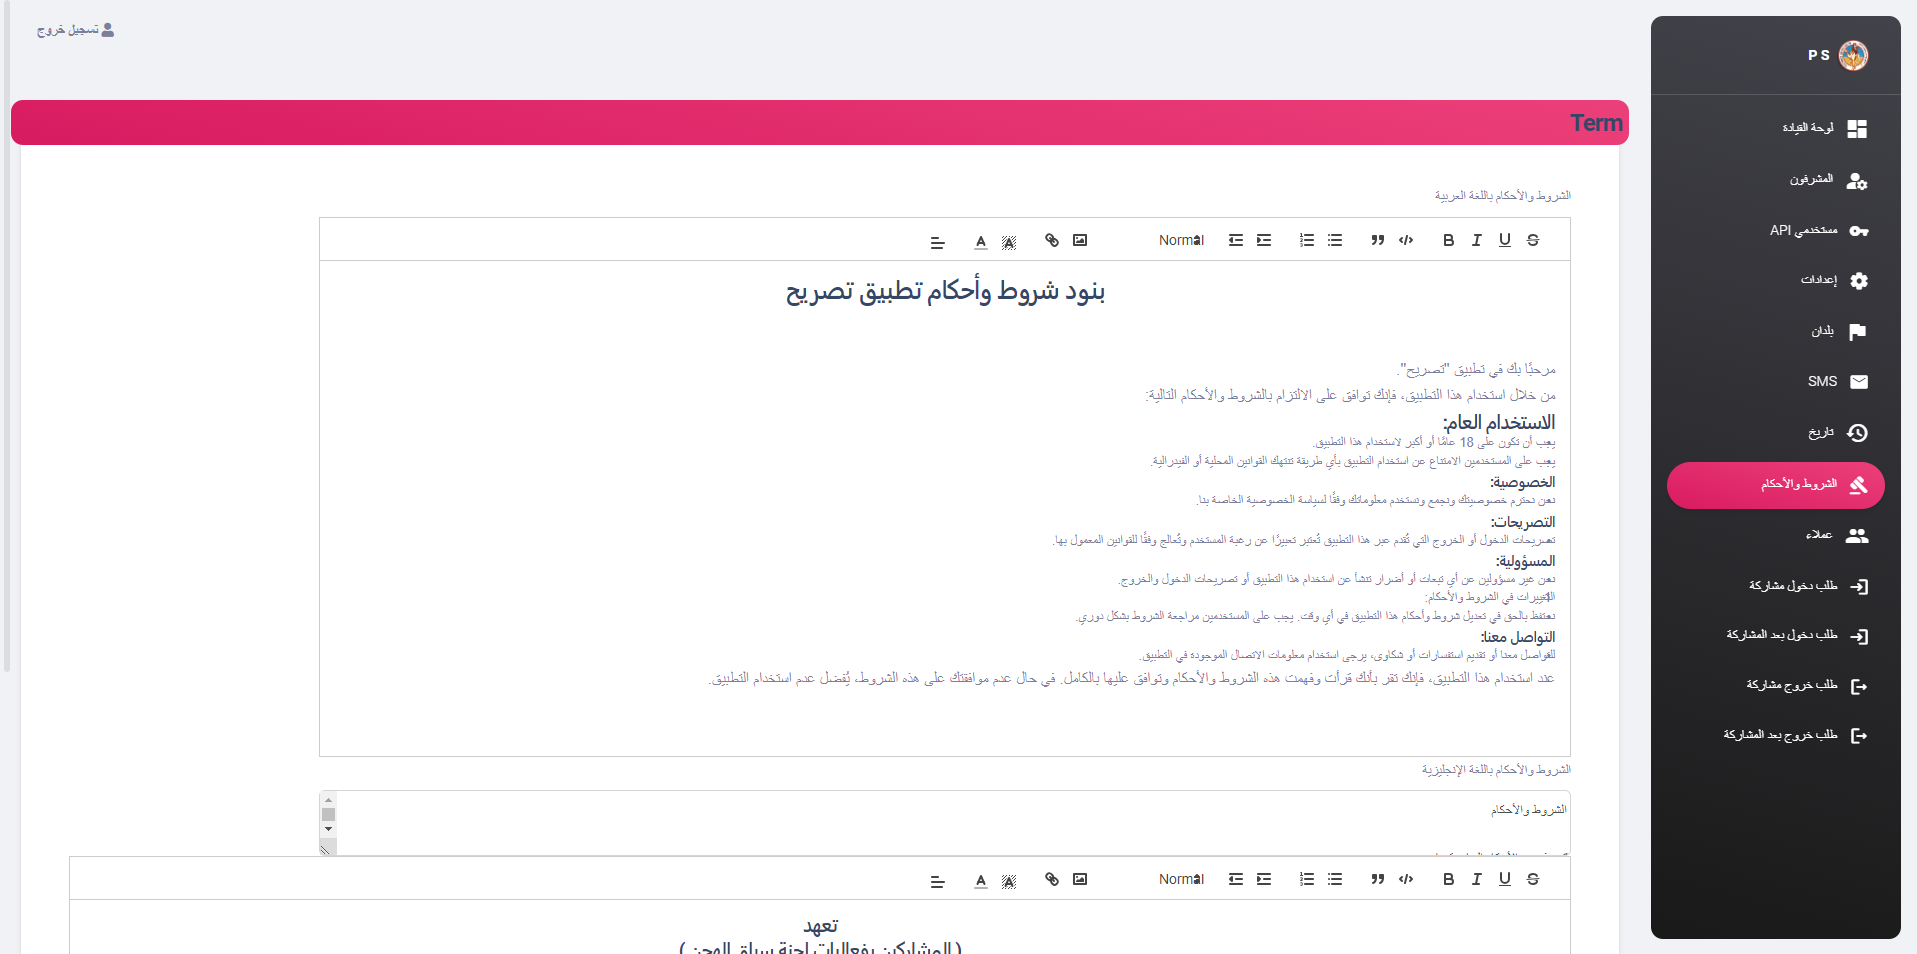 تسجيل خروج
P S
لوحة القيادة
المشرفون
مستخدمي API
إعدادات
بلدان
SMS
تاريخ
الشروط والأحكام
عملاء
طلب دخول مشاركة
طلب دخول بعد المشاركة
طلب خروج مشاركة
طلب خروج بعد المشاركة
Term
الشروط والأحكام باللغة العربية
Normal
بنود شروط وأحكام تطبيق تصريح
مرحبًا بك في تطبيق "تصريح".
من خلال استخدام هذا التطبيق، فإنك توافق على الالتزام بالشروط والأحكام التالية:
الاستخدام العام:
يجب أن تكون على 18 عامًا أو أكبر لاستخدام هذا التطبيق.
يجب على المستخدمين الامتناع عن استخدام التطبيق بأي طريقة تنتهك القوانين المحلية أو الفيدرالية.
الخصوصية:
نحن نحترم خصوصيتك ونجمع ونستخدم معلوماتك وفقًا لسياسة الخصوصية الخاصة بنا.
التصريحات:
تصريحات الدخول أو الخروج التي تُقدم عبر هذا التطبيق تُعتبر تعبيرًا عن رغبة المستخدم وتُعالج وفقًا للقوانين المعمول بها.
المسؤولية:
نحن غير مسؤولين عن أي تبعات أو أضرار تنشأ عن استخدام هذا التطبيق أو تصريحات الدخول والخروج.
التغييرات في الشروط والأحكام:
نحتفظ بالحق في تعديل شروط وأحكام هذا التطبيق في أي وقت. يجب على المستخدمين مراجعة الشروط بشكل دوري.
التواصل معنا:
للتواصل معنا أو تقديم استفسارات أو شكاوى، يرجى استخدام معلومات الاتصال الموجودة في التطبيق.
عند استخدام هذا التطبيق، فإنك تقر بأنك قرأت وفهمت هذه الشروط والأحكام وتوافق عليها بالكامل. في حال عدم موافقتك على هذه الشروط، يُفضل عدم استخدام التطبيق.
الشروط والأحكام باللغة الإنجليزية
الشروط والأحكام
Normal
تعهد
( المشاركين بفعاليات لجنة سباق الهجن )